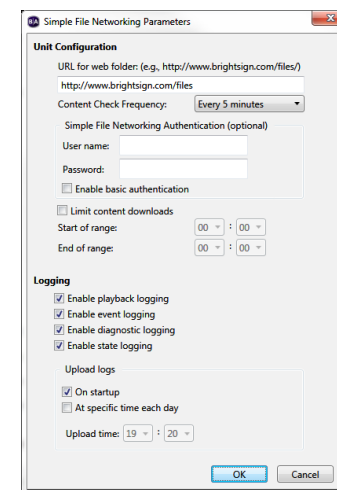 BA Simple File Networking Parameters
Unit Configuration
URL for web folder: (e.g., http://www.brightsign.com/files/)
http://www.brightsign.com/files
Content Check Frequency: Every 5 minutes
Simple File Networking Authentication (optional)
User name:
Password:
Enable basic authentication
Limit content downloads
Start of range: 00 : 00
End of range: 00 : 00
Logging
Enable playback logging
Enable event logging
Enable diagnostic logging
Enable state logging
Upload logs
On startup
At specific time each day
Upload time: 19 : 20
OK Cancel